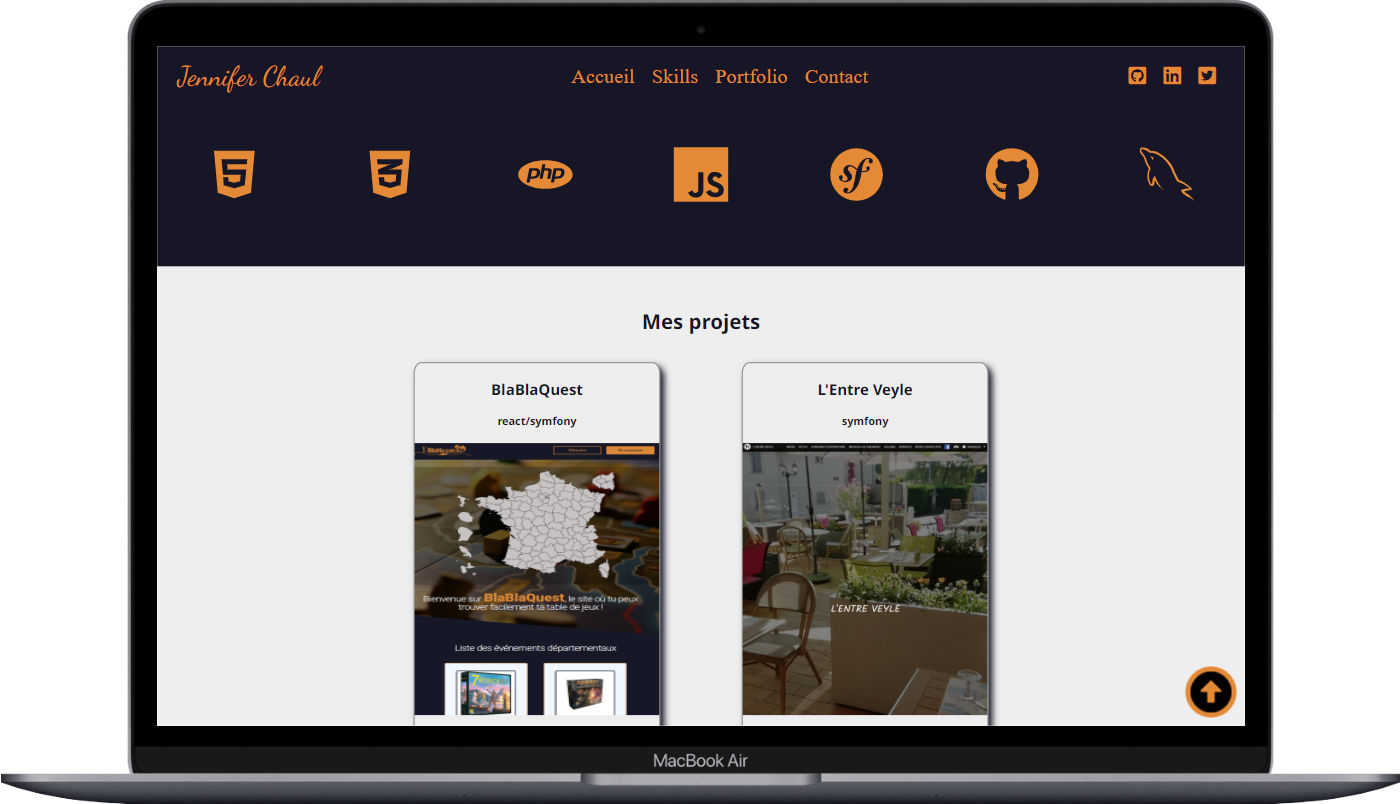 Jennifer Chaul
Accueil Skills Portfolio Contact
php
JS
sf
Mes projets
BlaBlaQuest
react/symfony
L'Entre Veyle
symfony
Bienvenue sur BlaBlaQuest, le site où tu peux
trouver facilement ta table de jeux !
Liste des événements départementaux
L'ENTRE VEYLE
MacBook Air